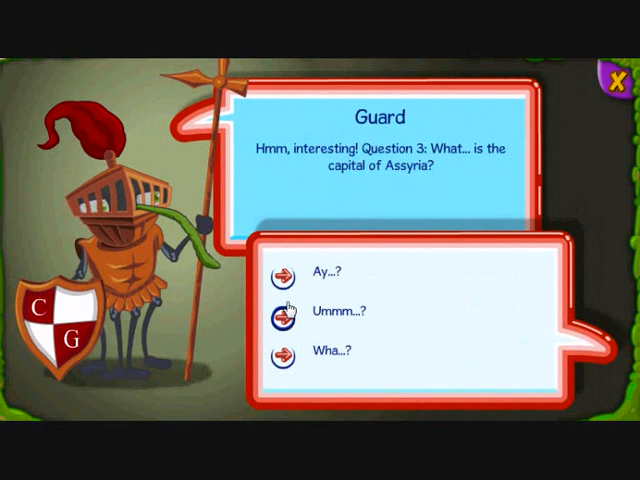 X
Guard
Hmm, interesting! Question 3: What... is the
capital of Assyria?
Ay...?
Ummm...?
Wha...?
C
G